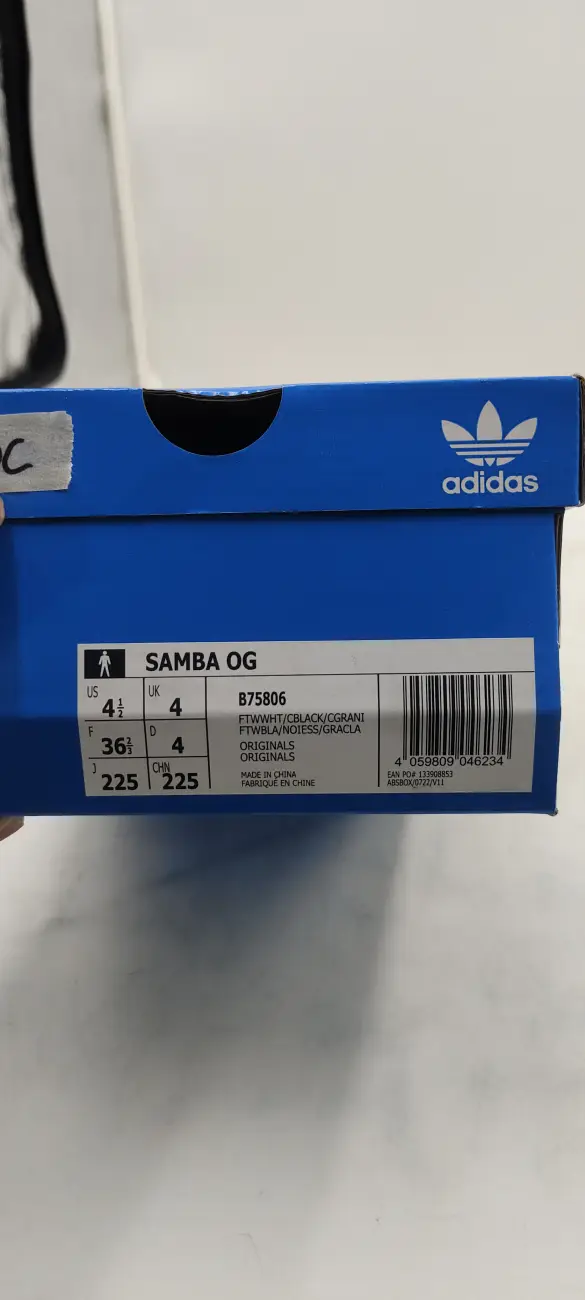 C
adidas
SAMBA OG
US 4½ UK 4
F 36⅔ D 4
J 225 CHN 225
B75806
FTWWHT/CBLACK/CGRANI
FTWBLA/NOIESS/GRACLA
ORIGINALS
ORIGINALS
MADE IN CHINA
FABRIQUÉ EN CHINE
4 059809 046234
EAN PO# 133908853
ABSBOX/0722/V11